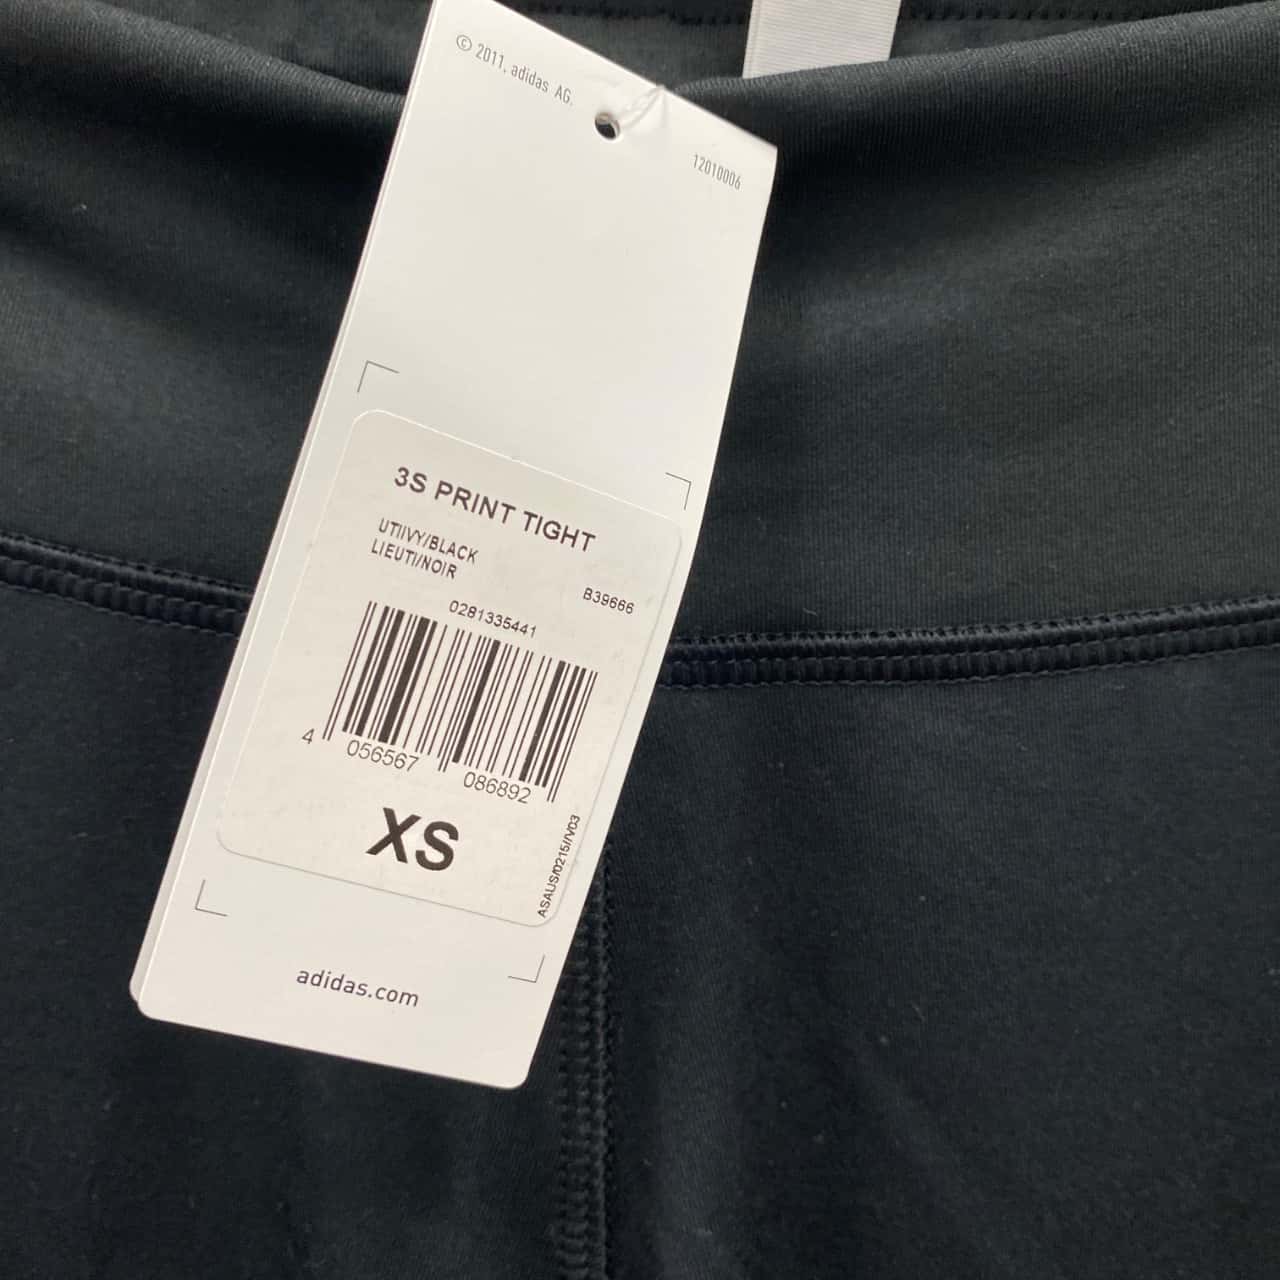 © 2011, adidas AG.
12010006
3S PRINT TIGHT
UTIIVY/BLACK
LIEUTI/NOIR
B39666
0281335441
4 056567 086892
XS
ASAUS/0215I/V03
adidas.com